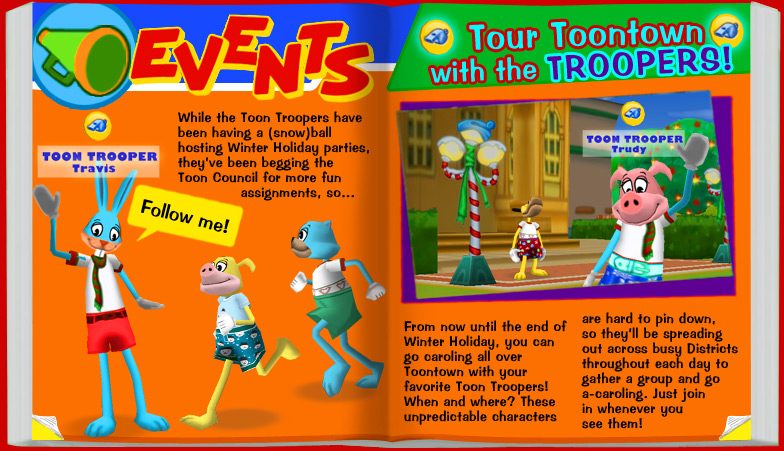 EVENTS
While the Toon Troopers have
been having a (snow)ball
hosting Winter Holiday parties,
they've been begging the
Toon Council for more fun
assignments, so...
TOON TROOPER
Travis
Follow me!
Tour Toontown
with the TROOPERS!
TOON TROOPER
Trudy
From now until the end of
Winter Holiday, you can
go caroling all over
Toontown with your
favorite Toon Troopers!
When and where? These
unpredictable characters
are hard to pin down,
so they'll be spreading
out across busy Districts
throughout each day to
gather a group and go
a-caroling. Just join
in whenever you
see them!